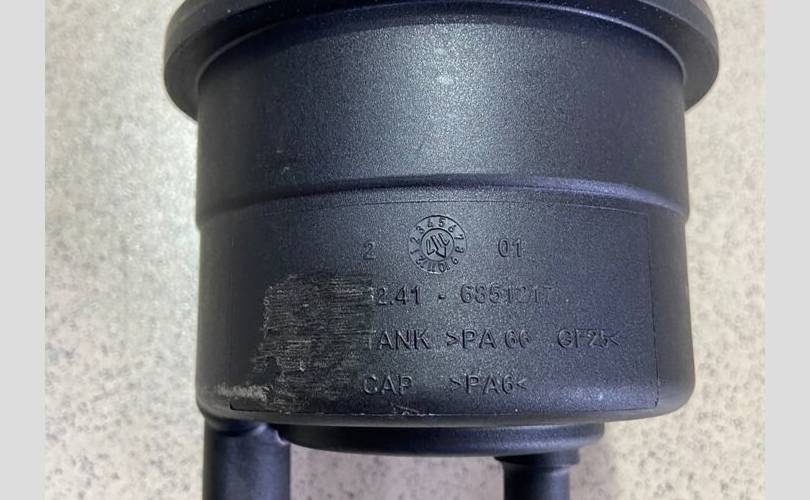 2 01
2.41 - 6851217
TANK >PA 66 GF25<
CAP >PA6<